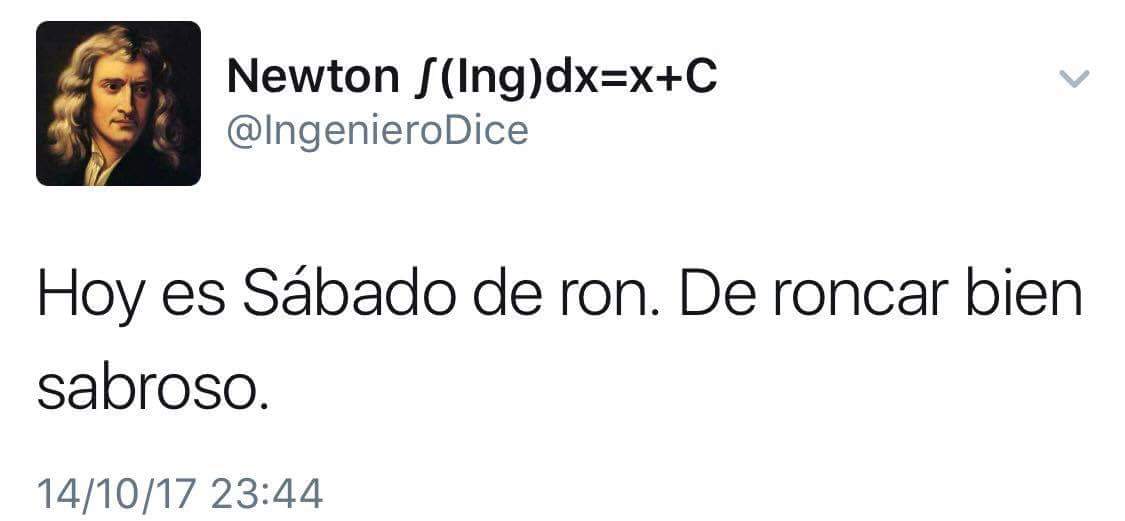 Newton ∫(Ing)dx=x+C
@IngenieroDice
Hoy es Sábado de ron. De roncar bien
sabroso.
14/10/17 23:44